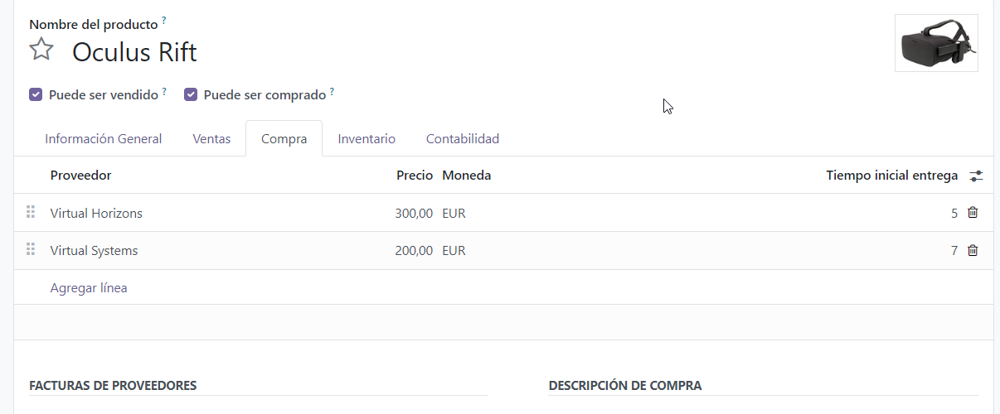 Nombre del producto ?
Oculus Rift
Puede ser vendido ? Puede ser comprado ?
Información General Ventas Compra Inventario Contabilidad
Proveedor Precio Moneda Tiempo inicial entrega
Virtual Horizons 300,00 EUR 5
Virtual Systems 200,00 EUR 7
Agregar línea
FACTURAS DE PROVEEDORES DESCRIPCIÓN DE COMPRA